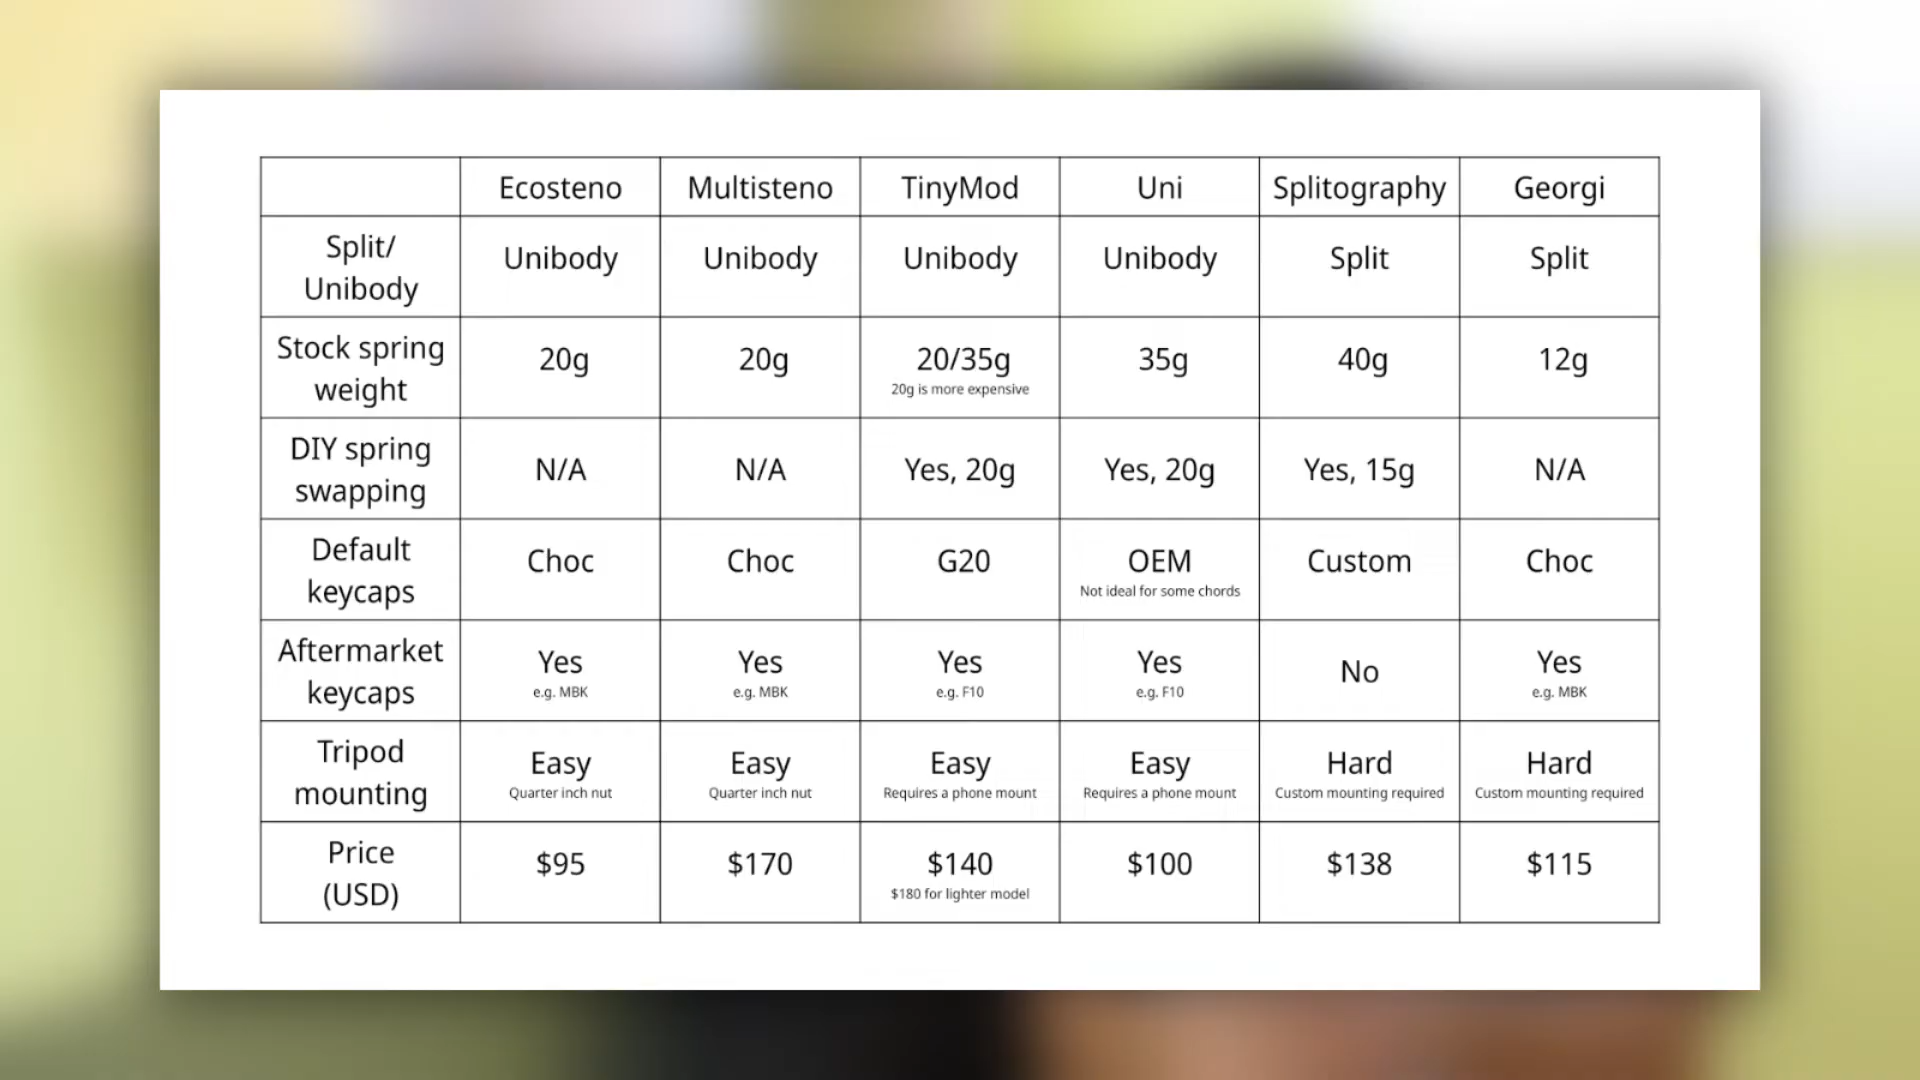 Ecosteno Multisteno TinyMod Uni Splitography Georgi
Split/
Unibody
Unibody Unibody Unibody Unibody Split Split
Stock spring
weight
20g 20g 20/35g 35g 40g 12g
20g is more expensive
DIY spring
swapping
N/A N/A Yes, 20g Yes, 20g Yes, 15g N/A
Default
keycaps
Choc Choc G20 OEM Custom Choc
Not ideal for some chords
Aftermarket
keycaps
Yes Yes Yes Yes No Yes
e.g. MBK e.g. MBK e.g. F10 e.g. F10 e.g. MBK
Tripod
mounting
Easy Easy Easy Easy Hard Hard
Quarter inch nut Quarter inch nut Requires a phone mount Requires a phone mount Custom mounting required Custom mounting required
Price
(USD)
$95 $170 $140 $100 $138 $115
$180 for lighter model